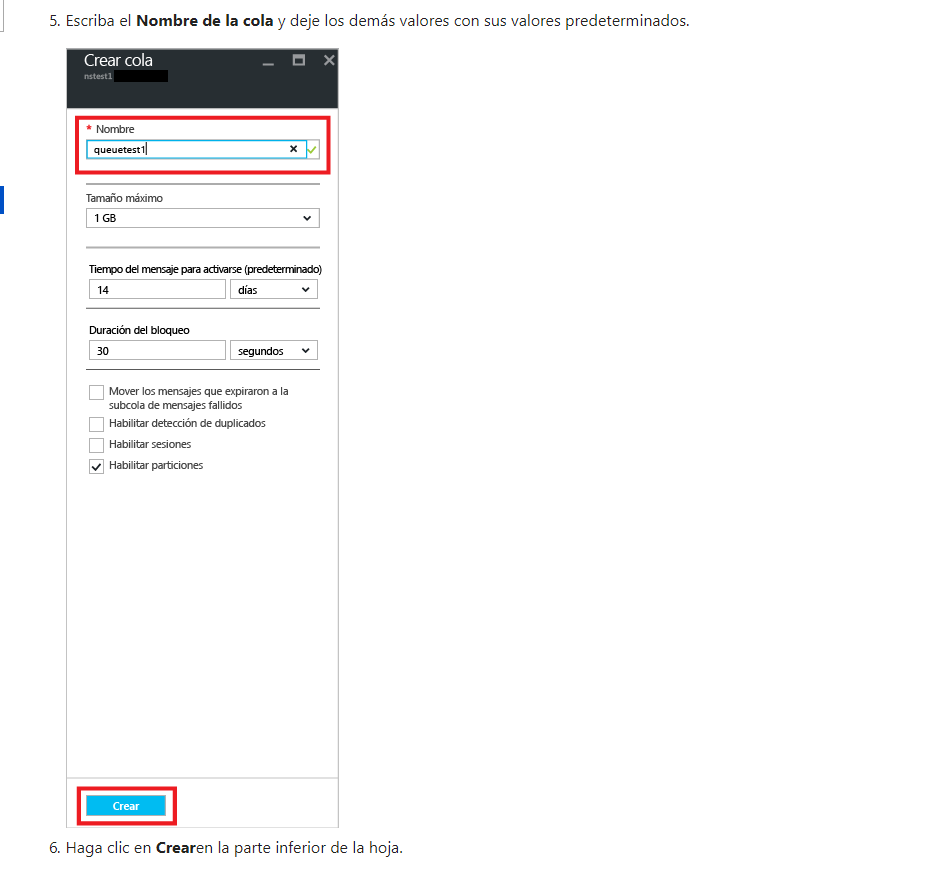 5. Escriba el Nombre de la cola y deje los demás valores con sus valores predeterminados.
Crear cola
nstest1
* Nombre
queuetest1
Tamaño máximo
1 GB
Tiempo del mensaje para activarse (predeterminado)
14 días
Duración del bloqueo
30 segundos
Mover los mensajes que expiraron a la
subcola de mensajes fallidos
Habilitar detección de duplicados
Habilitar sesiones
Habilitar particiones
Crear
6. Haga clic en Crearen la parte inferior de la hoja.